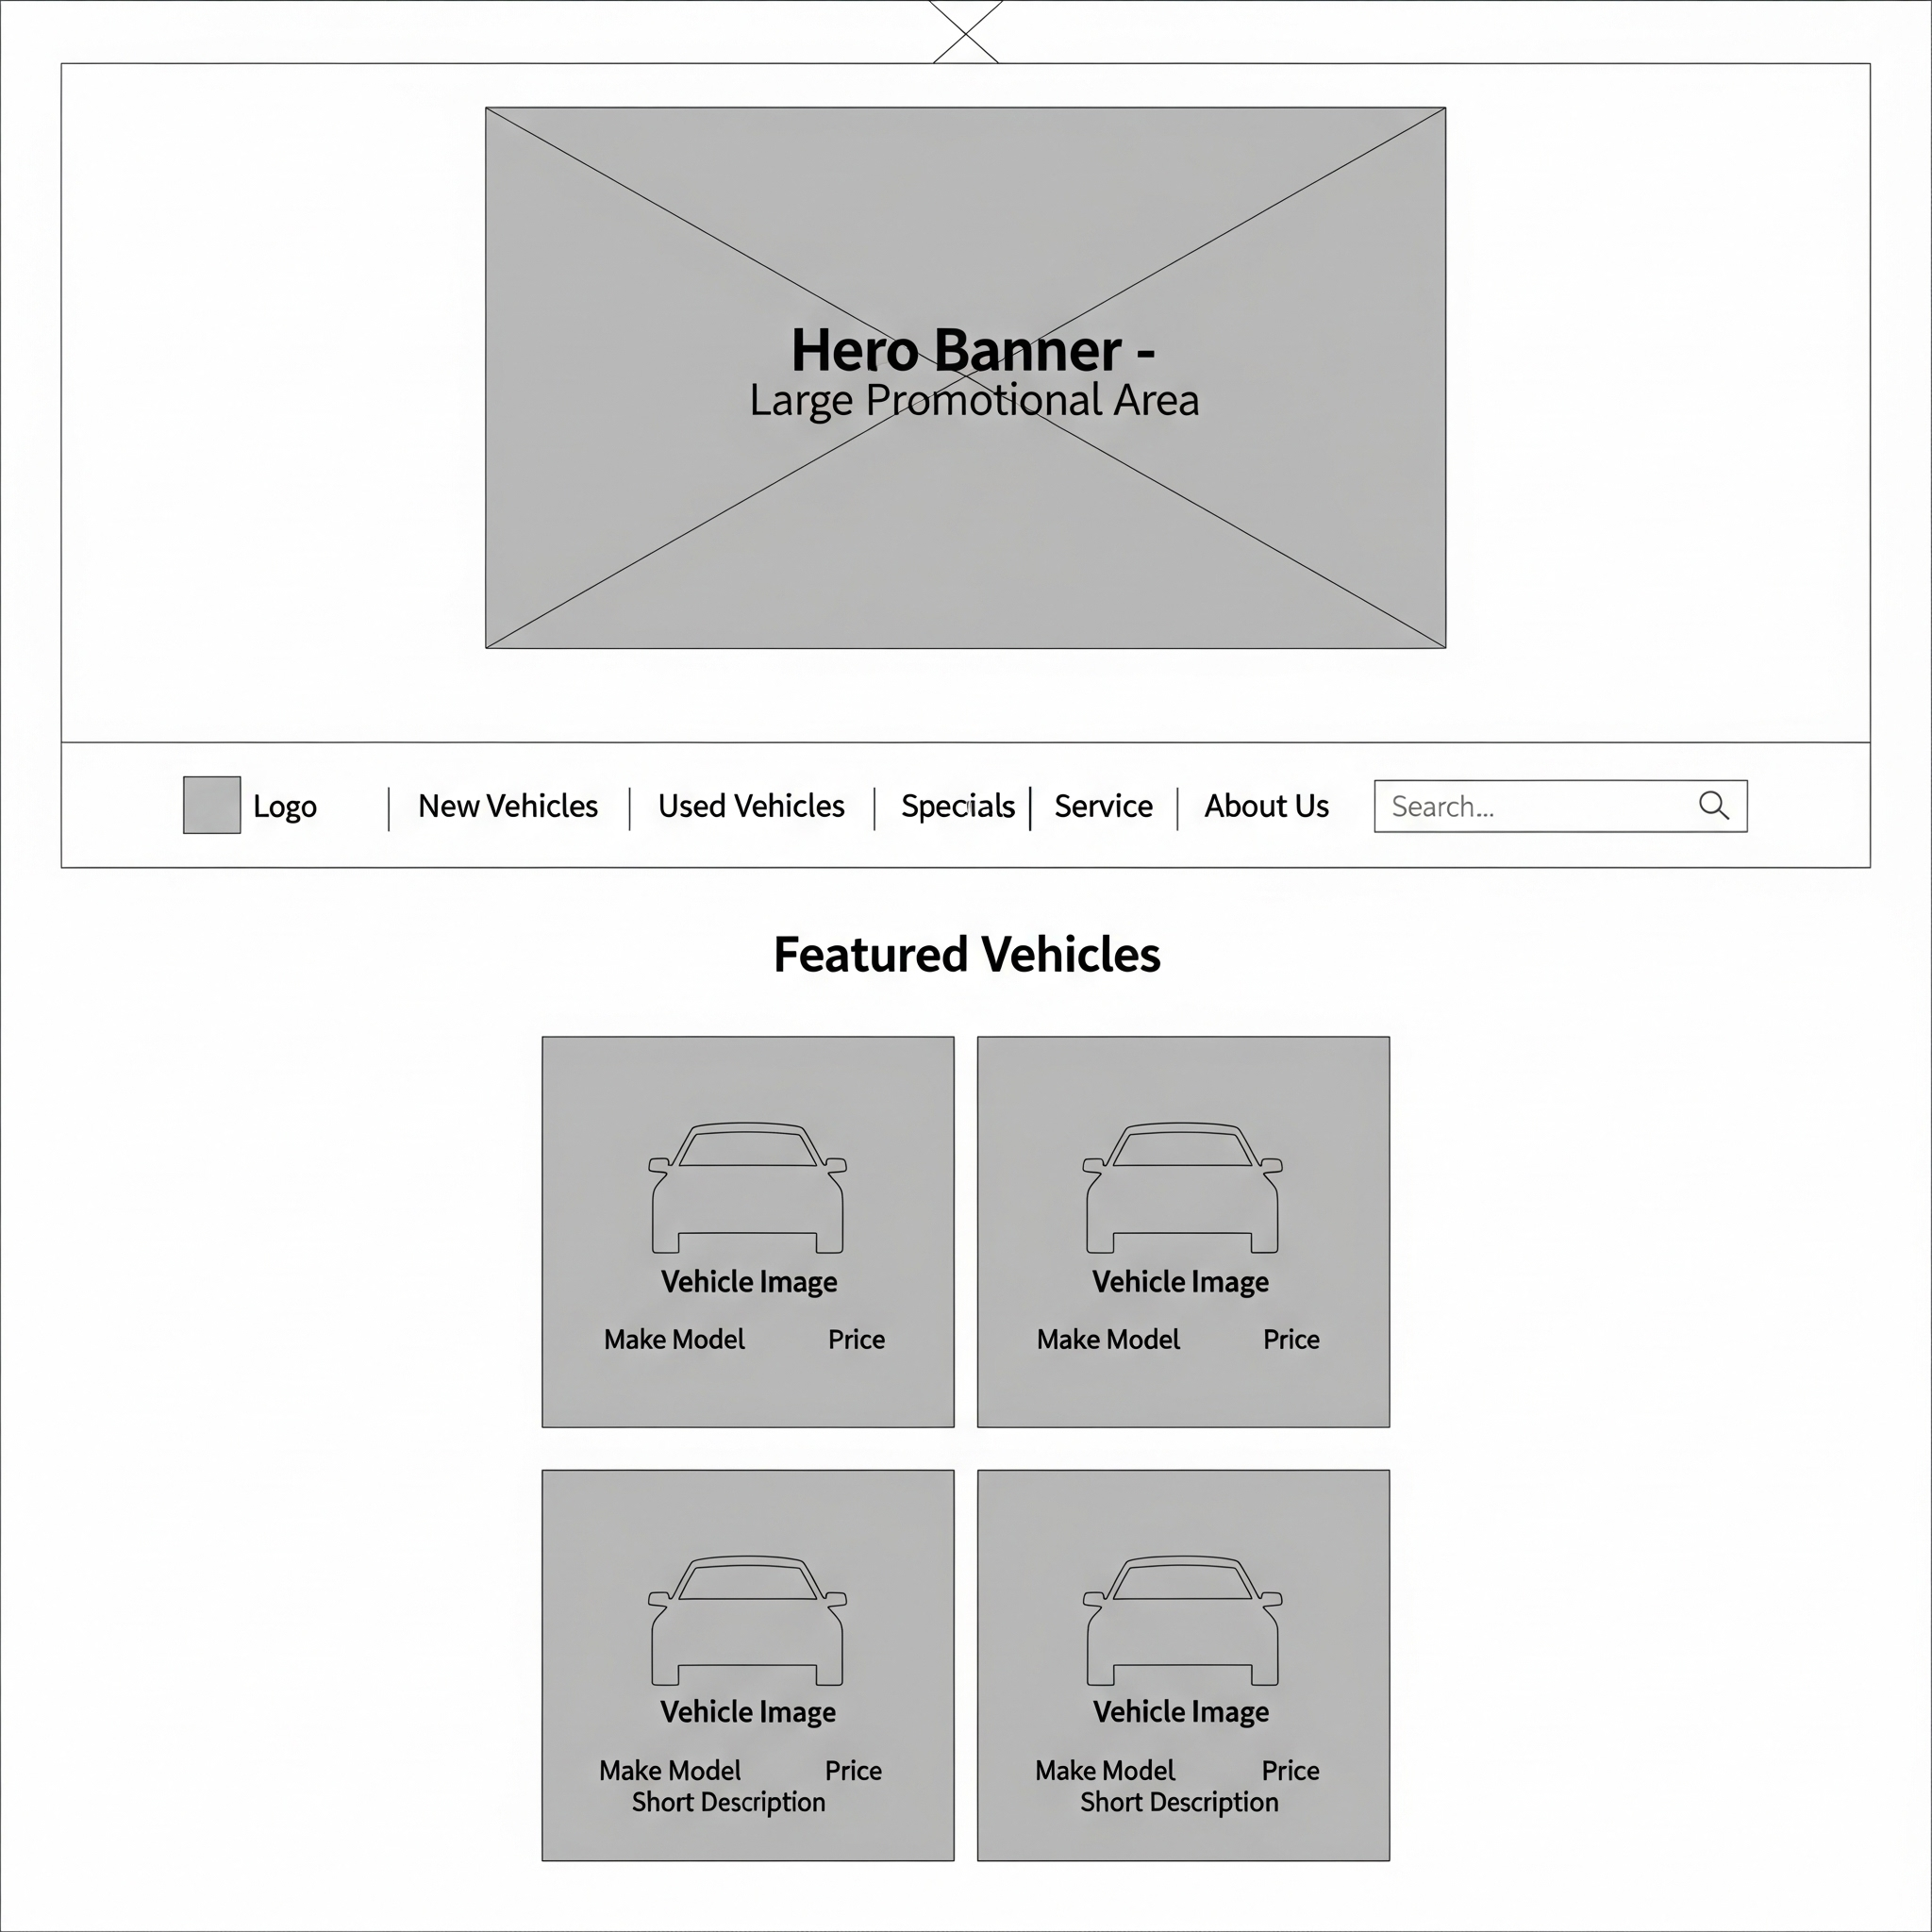 Hero Banner -
Large Promotional Area
Logo | New Vehicles | Used Vehicles | Specials | Service | About Us Search...
Featured Vehicles
Vehicle Image
Make Model Price
Vehicle Image
Make Model Price
Vehicle Image
Make Model Price
Short Description
Vehicle Image
Make Model Price
Short Description